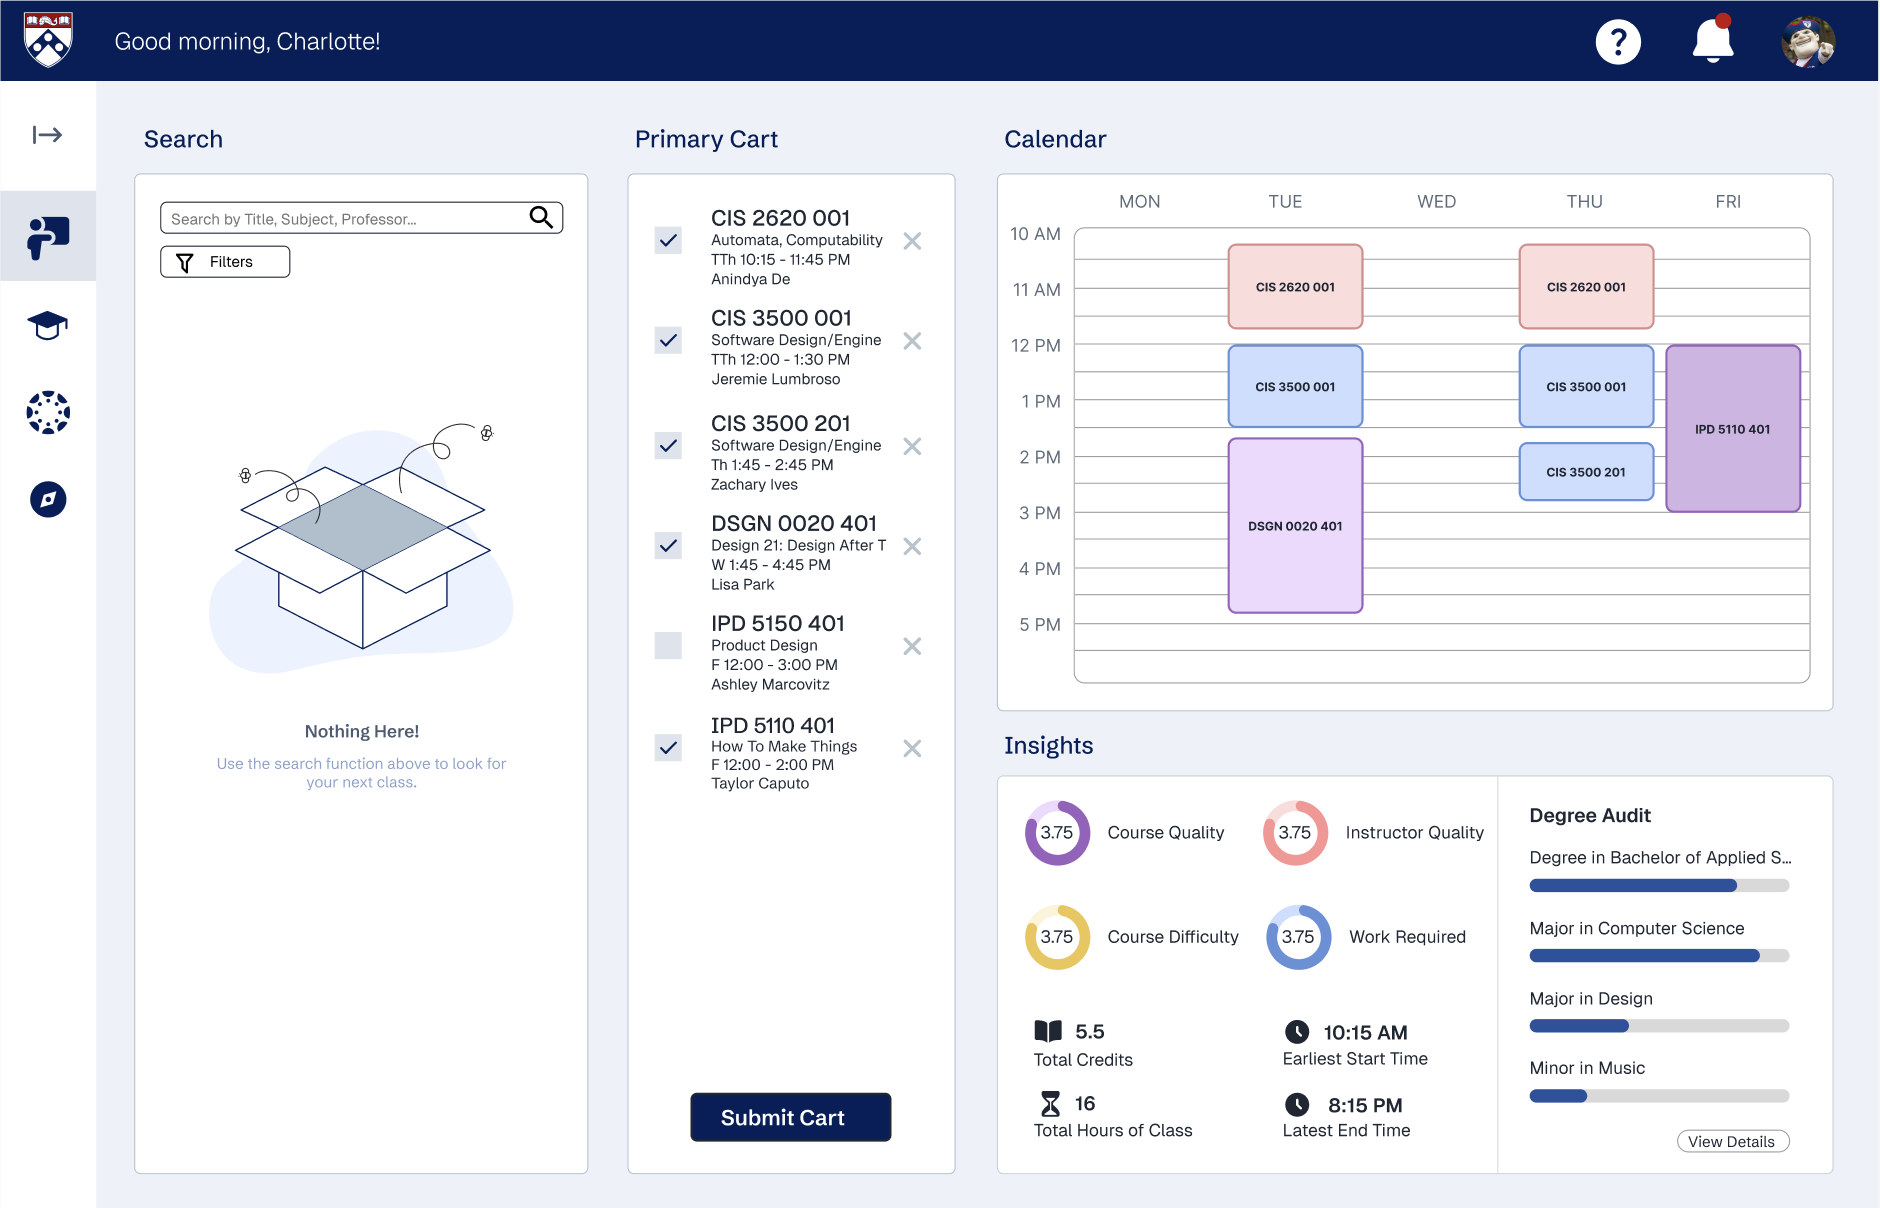 Good morning, Charlotte!
?
Search
Search by Title, Subject, Professor...
Filters
Nothing Here!
Use the search function above to look for
your next class.
Primary Cart
CIS 2620 001
Automata, Computability
TTh 10:15 - 11:45 PM
Anindya De
CIS 3500 001
Software Design/Engine
TTh 12:00 - 1:30 PM
Jeremie Lumbroso
CIS 3500 201
Software Design/Engine
Th 1:45 - 2:45 PM
Zachary Ives
DSGN 0020 401
Design 21: Design After T
W 1:45 - 4:45 PM
Lisa Park
IPD 5150 401
Product Design
F 12:00 - 3:00 PM
Ashley Marcovitz
IPD 5110 401
How To Make Things
F 12:00 - 2:00 PM
Taylor Caputo
Submit Cart
Calendar
MON TUE WED THU FRI
10 AM
CIS 2620 001 CIS 2620 001
11 AM
12 PM
CIS 3500 001 CIS 3500 001
1 PM
IPD 5110 401
2 PM
CIS 3500 201
3 PM
DSGN 0020 401
4 PM
5 PM
Insights
3.75 Course Quality
3.75 Instructor Quality
3.75 Course Difficulty
3.75 Work Required
5.5
Total Credits
10:15 AM
Earliest Start Time
16
Total Hours of Class
8:15 PM
Latest End Time
Degree Audit
Degree in Bachelor of Applied S...
Major in Computer Science
Major in Design
Minor in Music
View Details